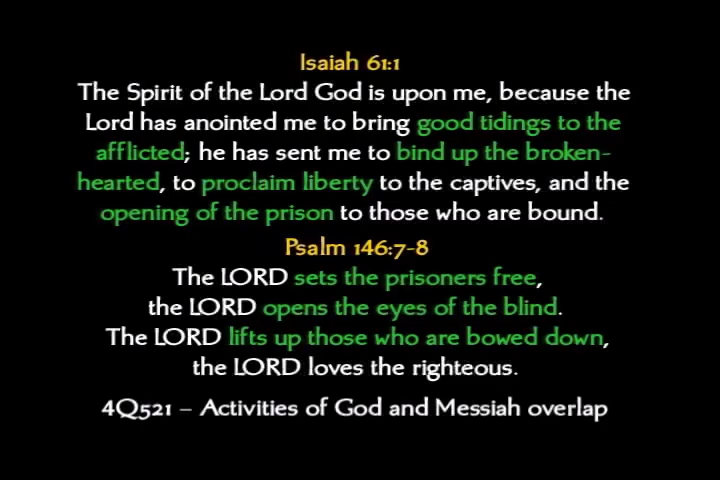 Isaiah 61:1
The Spirit of the Lord God is upon me, because the
Lord has anointed me to bring good tidings to the
afflicted; he has sent me to bind up the broken-
hearted, to proclaim liberty to the captives, and the
opening of the prison to those who are bound.
Psalm 146:7-8
The LORD sets the prisoners free,
the LORD opens the eyes of the blind.
The LORD lifts up those who are bowed down,
the LORD loves the righteous.
4Q521 – Activities of God and Messiah overlap